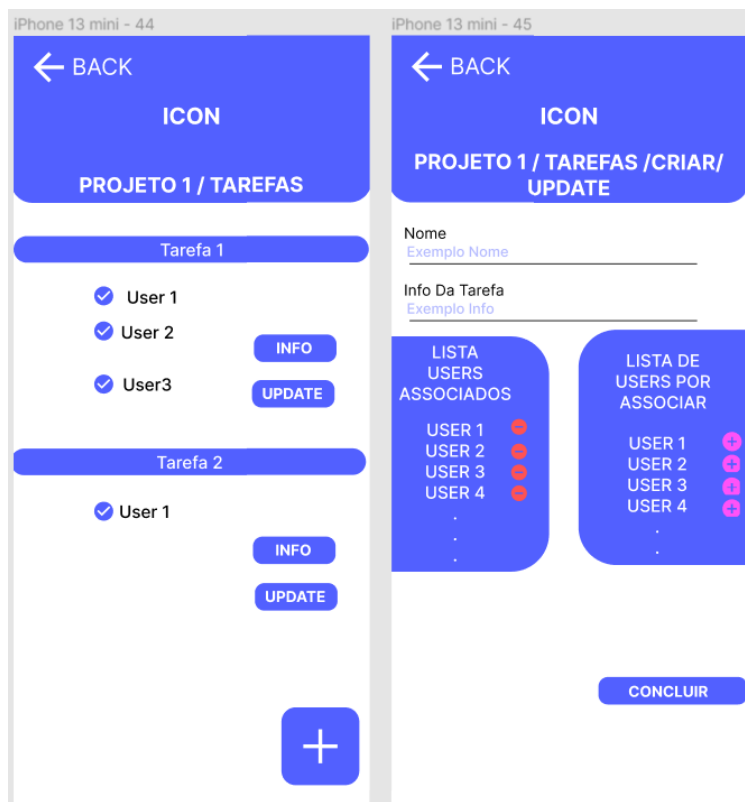 iPhone 13 mini - 44
BACK
ICON
PROJETO 1 / TAREFAS
Tarefa 1
User 1
User 2
INFO
User3
UPDATE
Tarefa 2
User 1
INFO
UPDATE
iPhone 13 mini - 45
BACK
ICON
PROJETO 1 / TAREFAS /CRIAR/
UPDATE
Nome
Exemplo Nome
Info Da Tarefa
Exemplo Info
LISTA
USERS
ASSOCIADOS
USER 1
USER 2
USER 3
USER 4
.
.
.
LISTA DE
USERS POR
ASSOCIAR
USER 1
USER 2
USER 3
USER 4
.
.
CONCLUIR